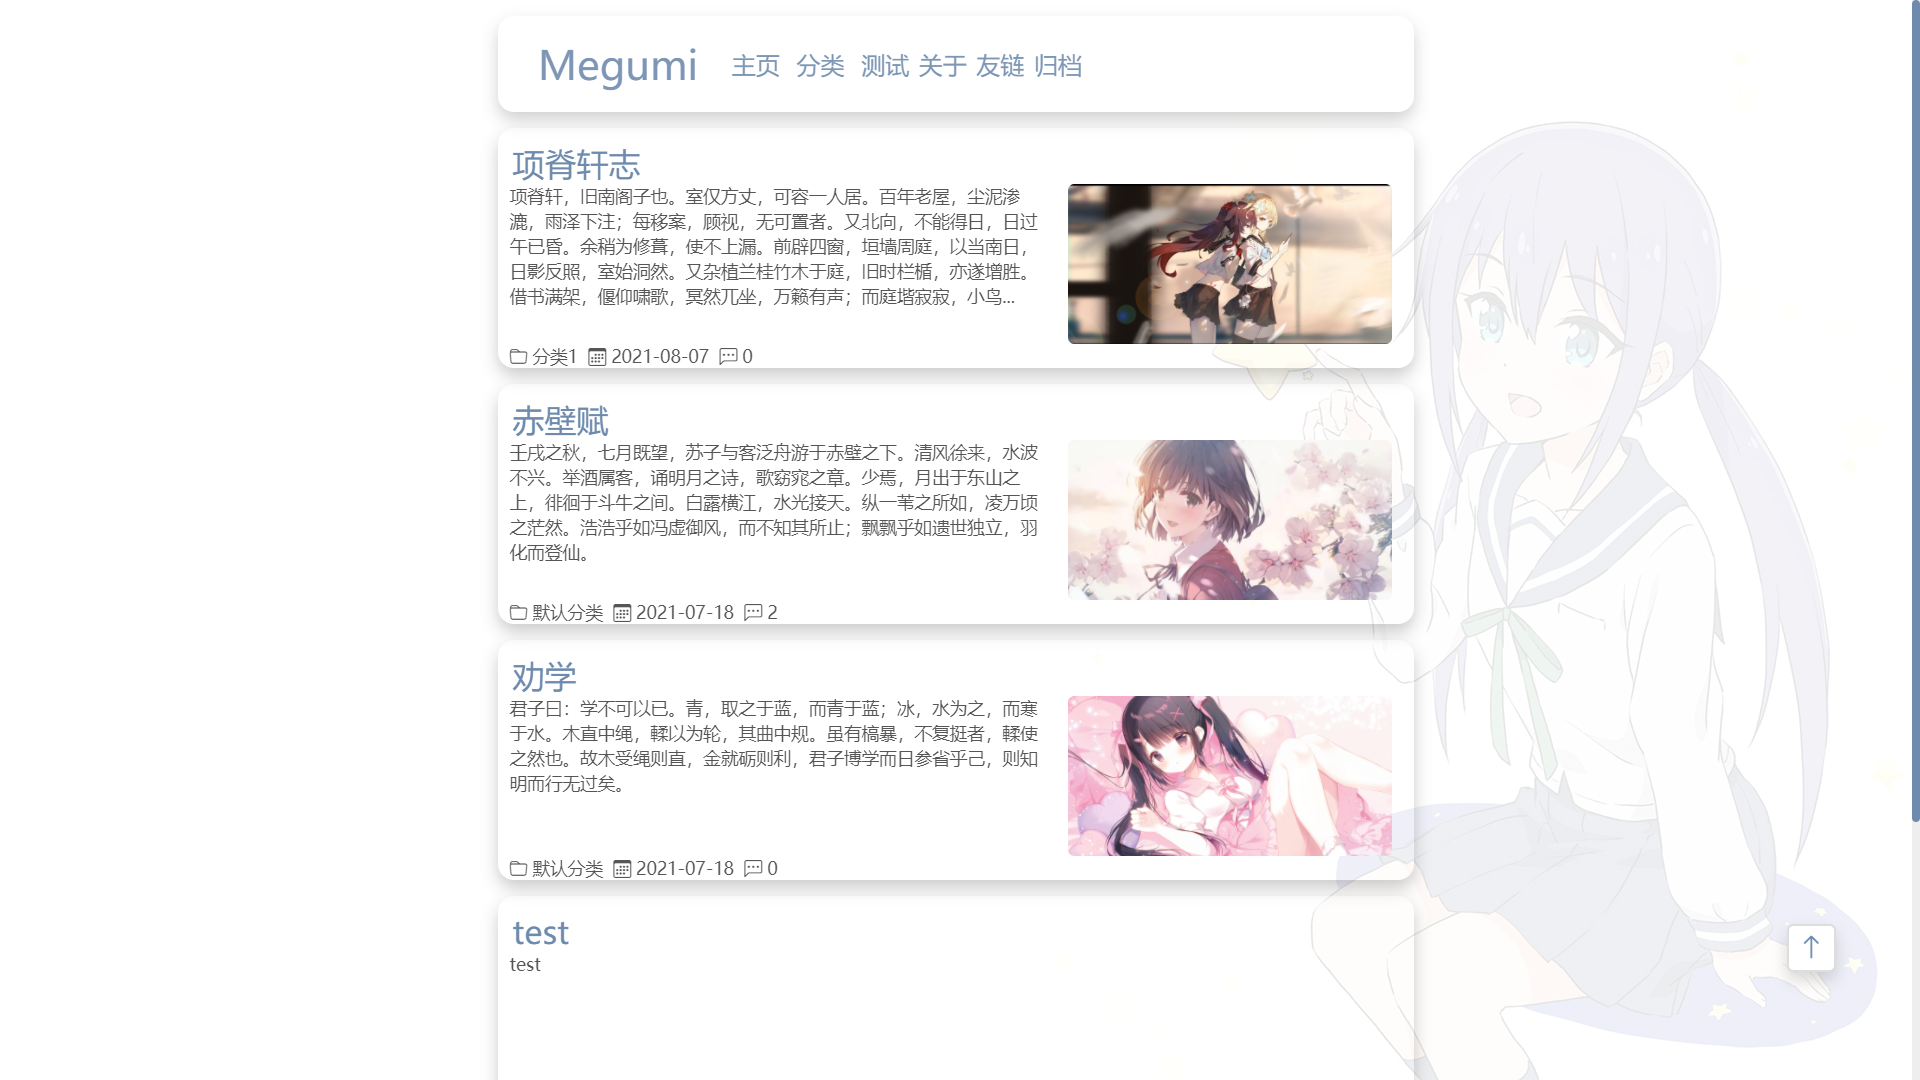 Megumi 主页 分类 测试 关于 友链 归档
项脊轩志
项脊轩，旧南阁子也。室仅方丈，可容一人居。百年老屋，尘泥渗
漉，雨泽下注；每移案，顾视，无可置者。又北向，不能得日，日过
午已昏。余稍为修葺，使不上漏。前辟四窗，垣墙周庭，以当南日，
日影反照，室始洞然。又杂植兰桂竹木于庭，旧时栏楯，亦遂增胜。
借书满架，偃仰啸歌，冥然兀坐，万籁有声；而庭堦寂寂，小鸟...
分类1 2021-08-07 0
赤壁赋
壬戌之秋，七月既望，苏子与客泛舟游于赤壁之下。清风徐来，水波
不兴。举酒属客，诵明月之诗，歌窈窕之章。少焉，月出于东山之
上，徘徊于斗牛之间。白露横江，水光接天。纵一苇之所如，凌万顷
之茫然。浩浩乎如冯虚御风，而不知其所止；飘飘乎如遗世独立，羽
化而登仙。
默认分类 2021-07-18 2
劝学
君子曰：学不可以已。青，取之于蓝，而青于蓝；冰，水为之，而寒
于水。木直中绳，輮以为轮，其曲中规。虽有槁暴，不复挺者，輮使
之然也。故木受绳则直，金就砺则利，君子博学而日参省乎己，则知
明而行无过矣。
默认分类 2021-07-18 0
test
test